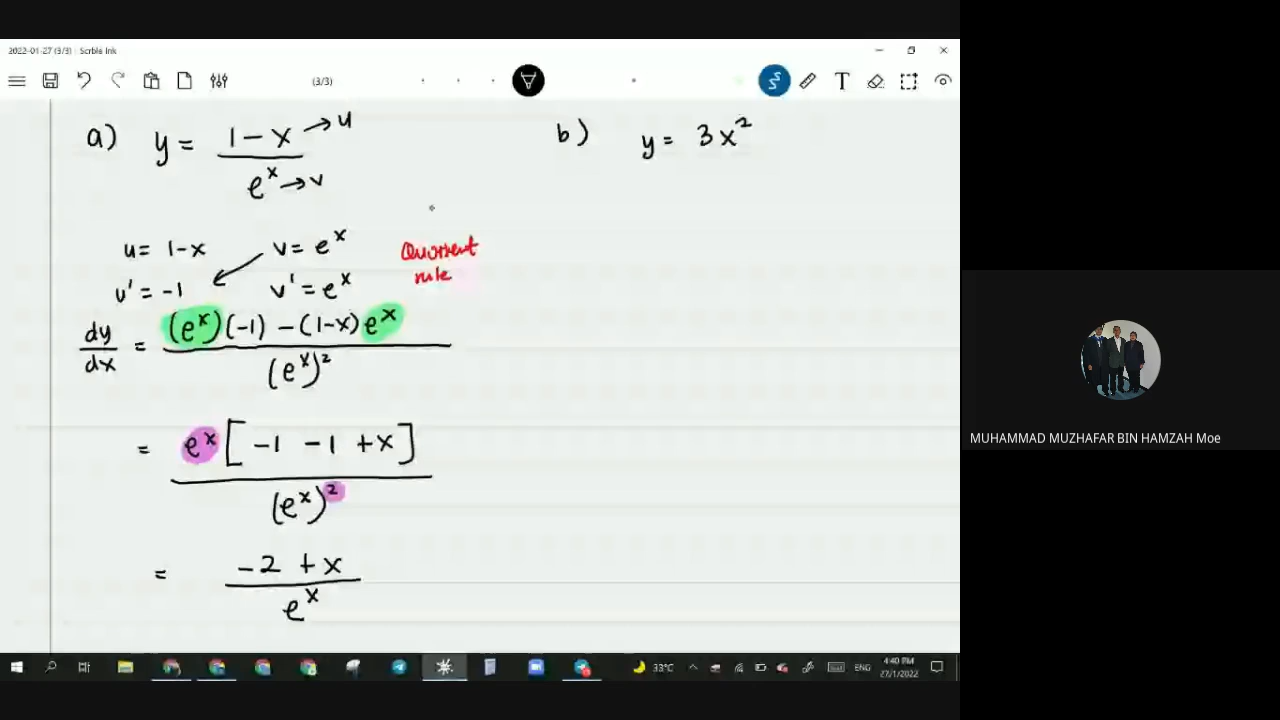 2022-01-27 (3/3) | Scrble Ink
(3/3)
a) y = 1 - x → u
e^x → v
u = 1-x v = e^x
u' = -1 v' = e^x
Quotient
rule
dy/dx = (e^x)(-1) - (1-x) e^x
(e^x)^2
= e^x [ -1 -1 + x ]
(e^x)^2
= -2 + x
e^x
b) y = 3x^2
MUHAMMAD MUZHAFAR BIN HAMZAH Moe
33°C
ENG
4:40 PM
27/1/2022